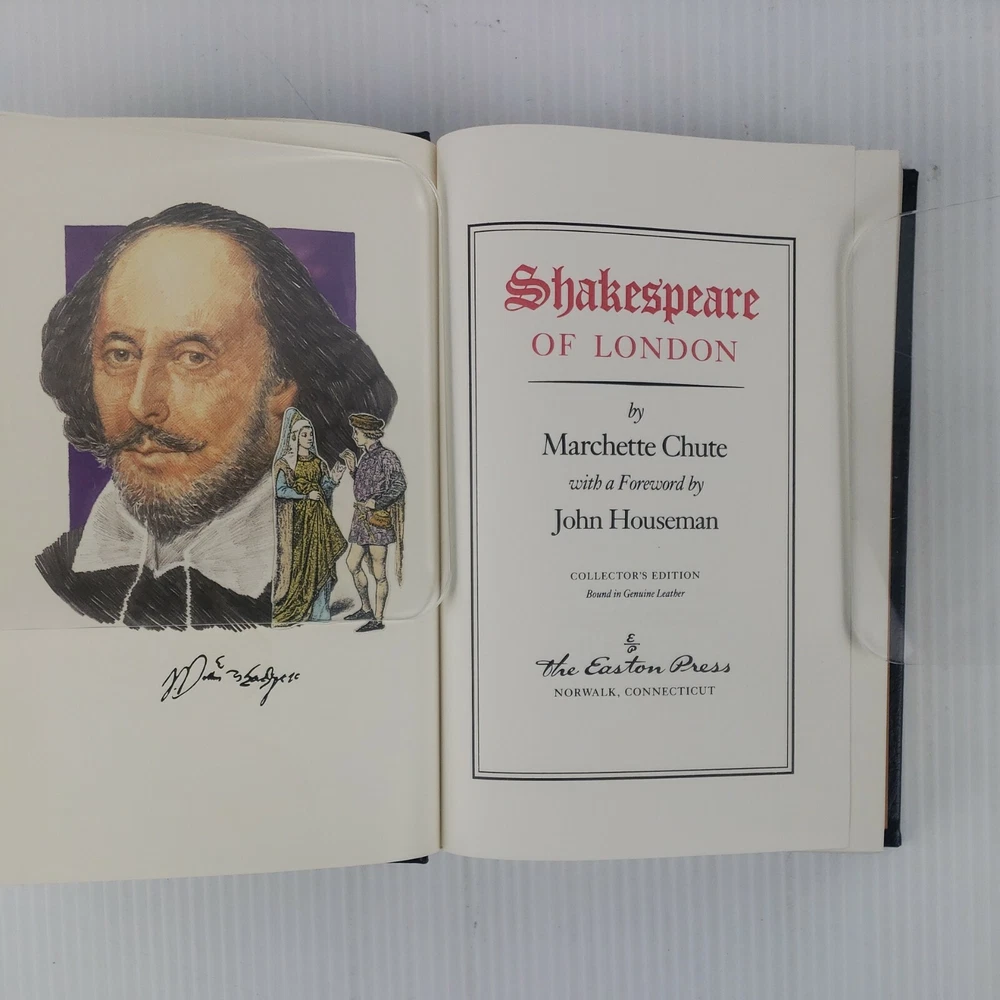 Shakespeare
OF LONDON
by
Marchette Chute
with a Foreword by
John Houseman
COLLECTOR'S EDITION
Bound in Genuine Leather
E
P
The Easton Press
NORWALK, CONNECTICUT